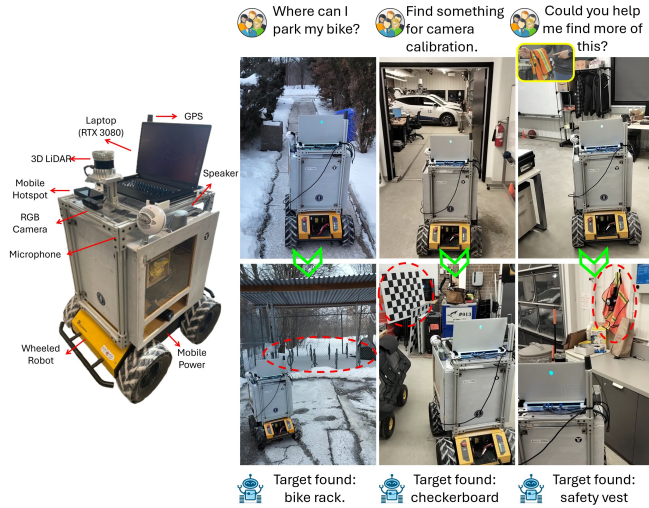 Where can I
park my bike?
Find something
for camera
calibration.
Could you help
me find more of
this?
GPS
Laptop
(RTX 3080)
3D LiDAR
Speaker
Mobile
Hotspot
RGB
Camera
Microphone
Wheeled
Robot
Mobile
Power
P013
Target found:
bike rack.
Target found:
checkerboard
Target found:
safety vest